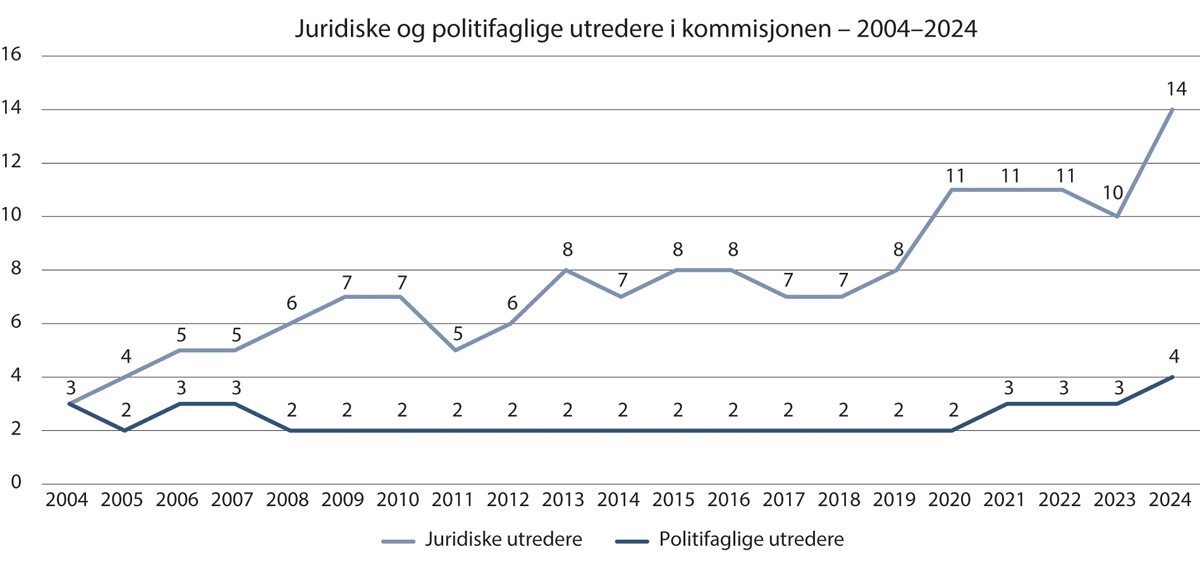 Juridiske og politifaglige utredere i kommisjonen – 2004–2024
16
14
14
12
11 11 11
10
10
8 8 8 8
8
7 7 7 7 7
6
6 6
5 5 5
4
4
4
3 3 3 3 3 3
2 2 2 2 2 2 2 2 2 2 2 2 2 2
2
0
2004 2005 2006 2007 2008 2009 2010 2011 2012 2013 2014 2015 2016 2017 2018 2019 2020 2021 2022 2023 2024
Juridiske utredere Politifaglige utredere